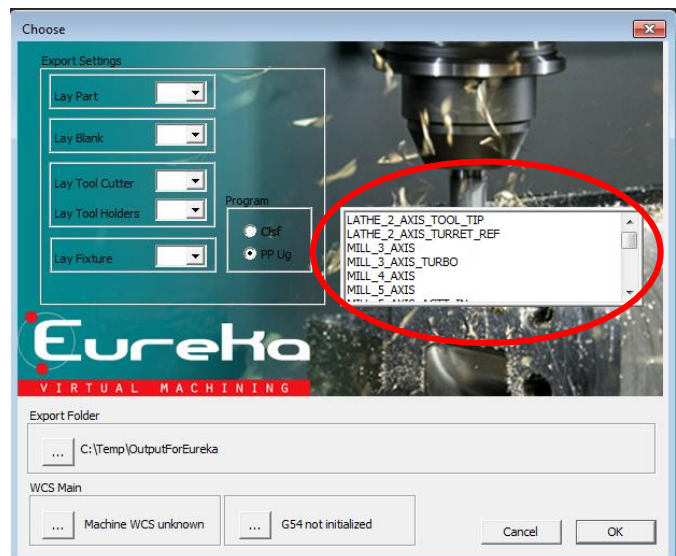 Choose
Export Settings
Lay Part
Lay Blank
Lay Tool Cutter
Lay Tool Holders
Lay Fixture
Program
Clsf
PP Ug
LATHE_2_AXIS_TOOL_TIP
LATHE_2_AXIS_TURRET_REF
MILL_3_AXIS
MILL_3_AXIS_TURBO
MILL_4_AXIS
MILL_5_AXIS
Eureka
VIRTUAL MACHINING
Export Folder
... C:\Temp\OutputForEureka
WCS Main
... Machine WCS unknown ... G54 not initialized
Cancel OK